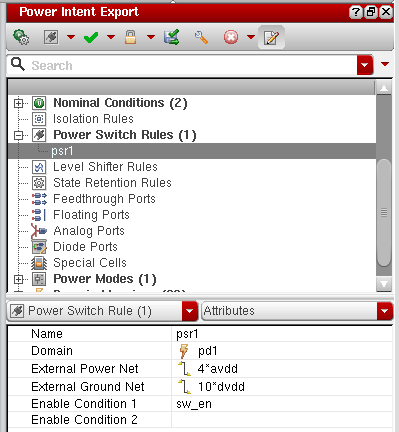 Power Intent Export
Search
Nominal Conditions (2)
Isolation Rules
Power Switch Rules (1)
psr1
Level Shifter Rules
State Retention Rules
Feedthrough Ports
Floating Ports
Analog Ports
Diode Ports
Special Cells
Power Modes (1)
Power Switch Rule (1) Attributes
Name psr1
Domain pd1
External Power Net 4*avdd
External Ground Net 10*dvdd
Enable Condition 1 sw_en
Enable Condition 2